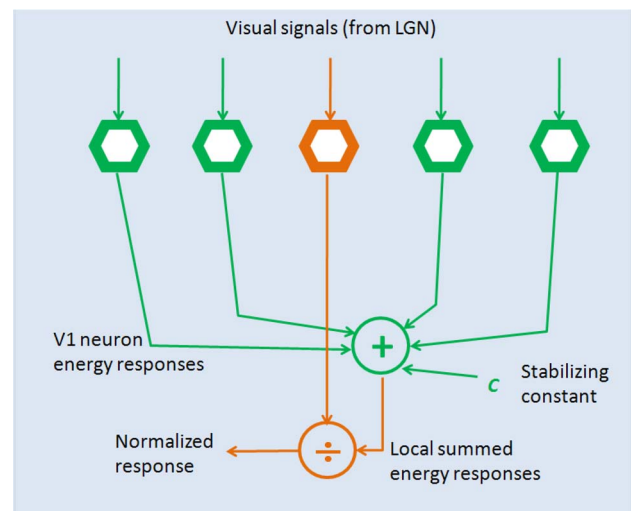 Visual signals (from LGN)
+
V1 neuron
energy responses
C
Stabilizing
constant
Normalized
response
÷
Local summed
energy responses